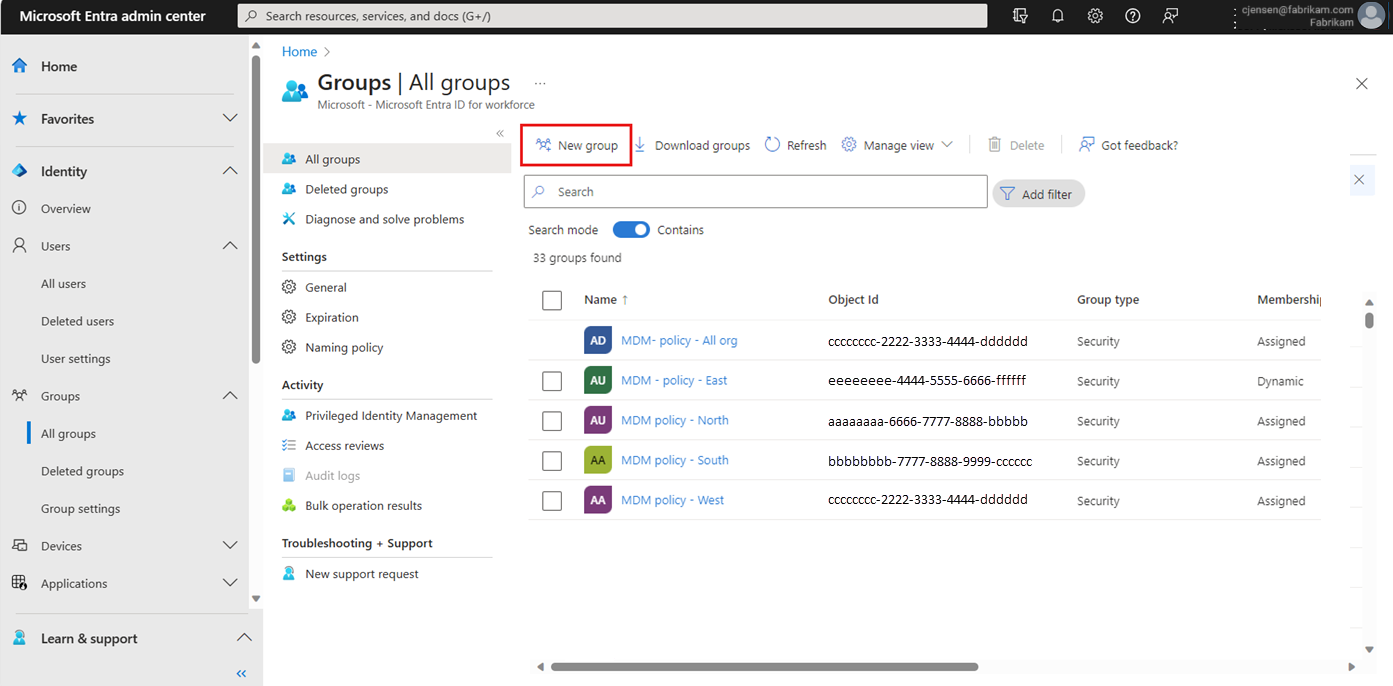 Microsoft Entra admin center
Search resources, services, and docs (G+/)
cjensen@fabrikam.com
Fabrikam
Home
Favorites
Identity
Overview
Users
All users
Deleted users
User settings
Groups
All groups
Deleted groups
Group settings
Devices
Applications
Learn & support
Home
Groups | All groups
Microsoft - Microsoft Entra ID for workforce
All groups
Deleted groups
Diagnose and solve problems
Settings
General
Expiration
Naming policy
Activity
Privileged Identity Management
Access reviews
Audit logs
Bulk operation results
Troubleshooting + Support
New support request
New group Download groups Refresh Manage view Delete Got feedback?
Search
Add filter
Search mode Contains
33 groups found
Name ↑ Object Id Group type Membershi
AD MDM- policy - All org cccccccc-2222-3333-4444-dddddd Security Assigned
AU MDM - policy - East eeeeeeee-4444-5555-6666-ffffff Security Dynamic
AU MDM policy - North aaaaaaaa-6666-7777-8888-bbbbb Security Assigned
AA MDM policy - South bbbbbbbb-7777-8888-9999-cccccc Security Assigned
AA MDM policy - West cccccccc-2222-3333-4444-dddddd Security Assigned